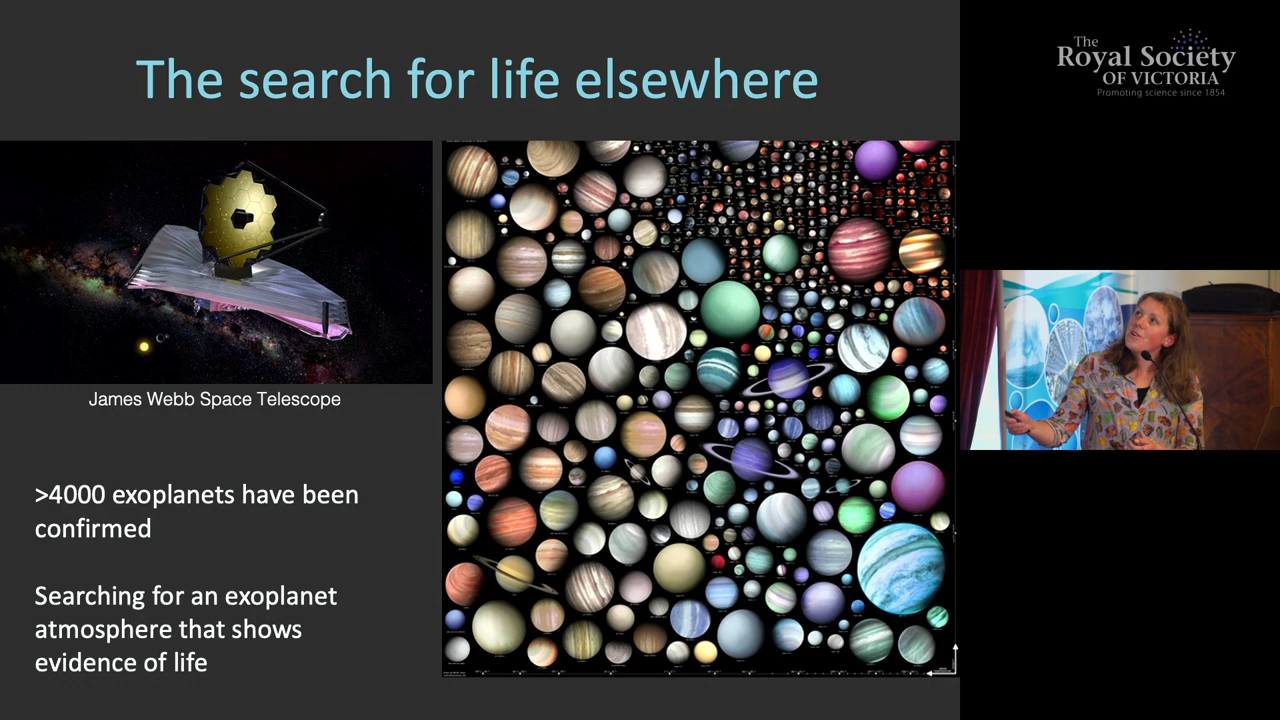 The search for life elsewhere
James Webb Space Telescope
>4000 exoplanets have been
confirmed
Searching for an exoplanet
atmosphere that shows
evidence of life
The
Royal Society
OF VICTORIA
Promoting science since 1854